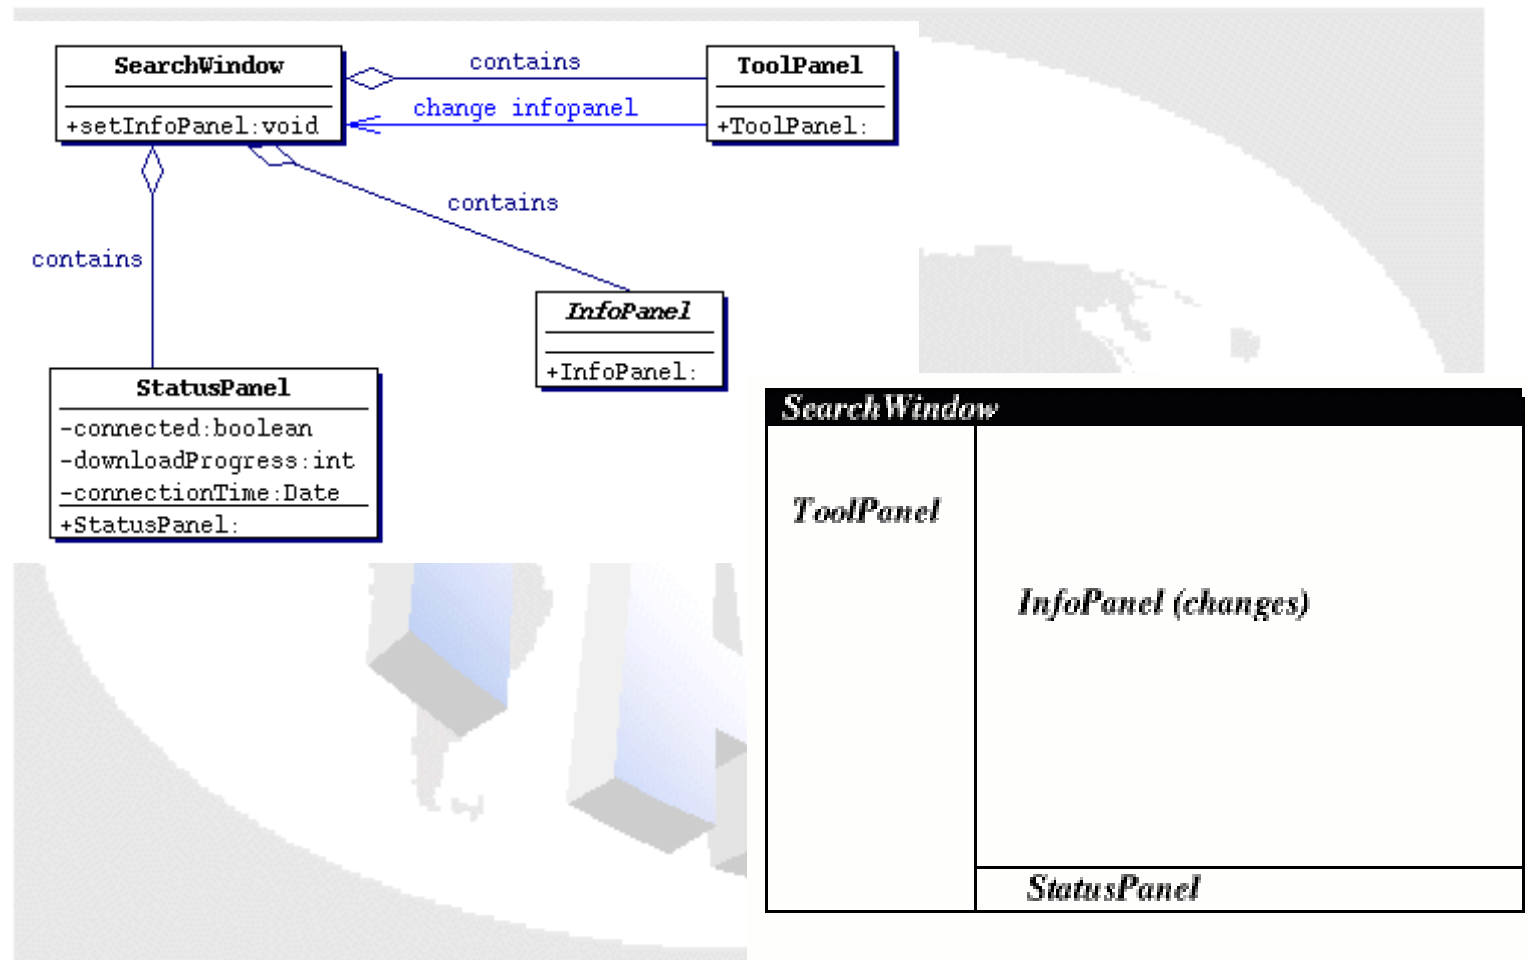 SearchWindow
+setInfoPanel:void
contains
change infopanel
ToolPanel
+ToolPanel:
contains
contains
InfoPanel
+InfoPanel:
StatusPanel
-connected:boolean
-downloadProgress:int
-connectionTime:Date
+StatusPanel:
SearchWindow
ToolPanel
InfoPanel (changes)
StatusPanel